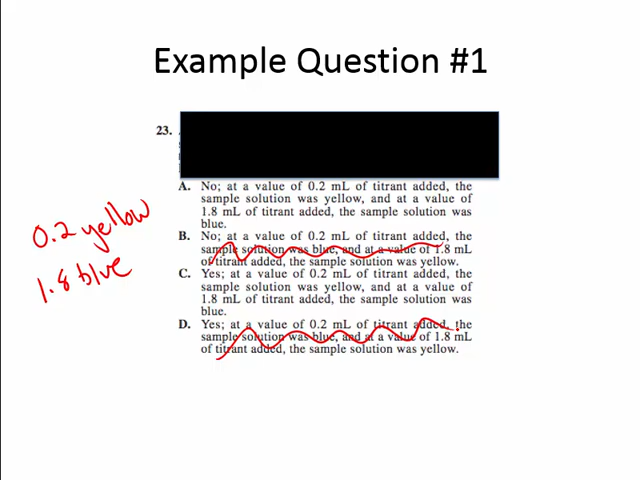 Example Question #1
23.
A. No; at a value of 0.2 mL of titrant added, the
sample solution was yellow, and at a value of
1.8 mL of titrant added, the sample solution was
blue.
B. No; at a value of 0.2 mL of titrant added, the
sample solution was blue, and at a value of 1.8 mL
of titrant added, the sample solution was yellow.
C. Yes; at a value of 0.2 mL of titrant added, the
sample solution was yellow, and at a value of
1.8 mL of titrant added, the sample solution was
blue.
D. Yes; at a value of 0.2 mL of titrant added, the
sample solution was blue, and at a value of 1.8 mL
of titrant added, the sample solution was yellow.
0.2 yellow
1.8 blue